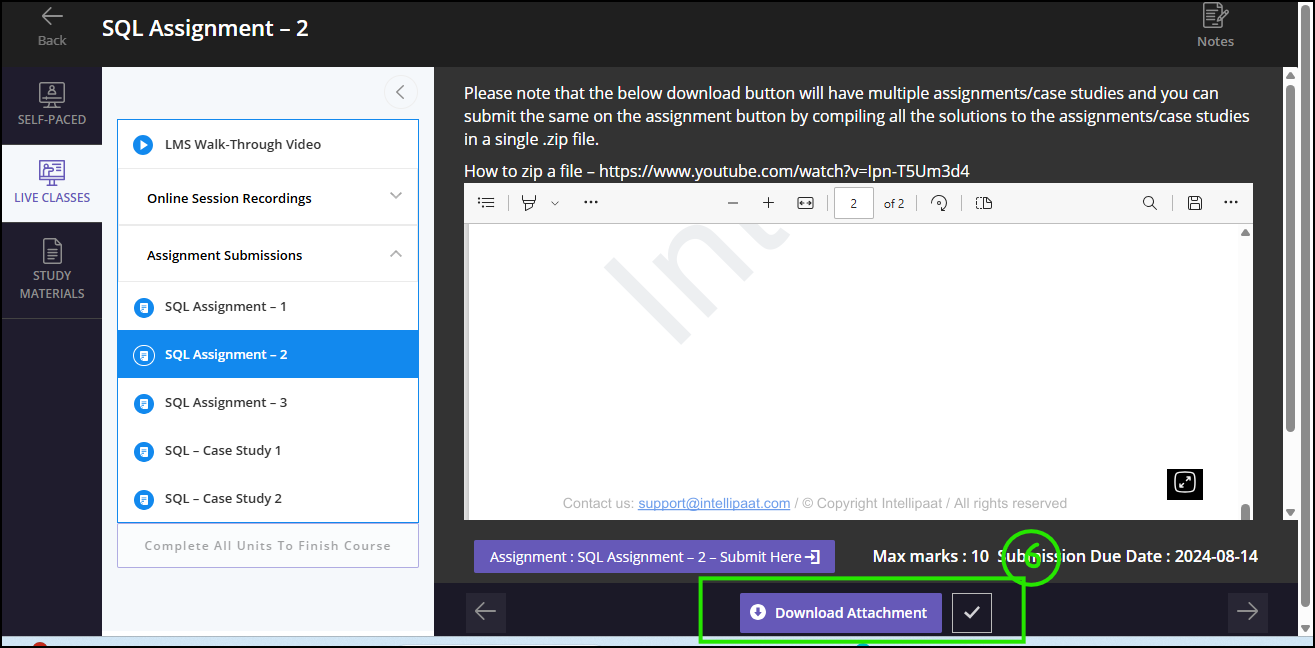 Back
SQL Assignment – 2
Notes
SELF-PACED
LIVE CLASSES
STUDY
MATERIALS
LMS Walk-Through Video
Online Session Recordings
Assignment Submissions
SQL Assignment – 1
SQL Assignment – 2
SQL Assignment – 3
SQL – Case Study 1
SQL – Case Study 2
Complete All Units To Finish Course
Please note that the below download button will have multiple assignments/case studies and you can
submit the same on the assignment button by compiling all the solutions to the assignments/case studies
in a single .zip file.
How to zip a file – https://www.youtube.com/watch?v=Ipn-T5Um3d4
2 of 2
Int
Contact us: support@intellipaat.com / © Copyright Intellipaat / All rights reserved
Assignment : SQL Assignment – 2 – Submit Here
Max marks : 10 Submission Due Date : 2024-08-14
6
Download Attachment